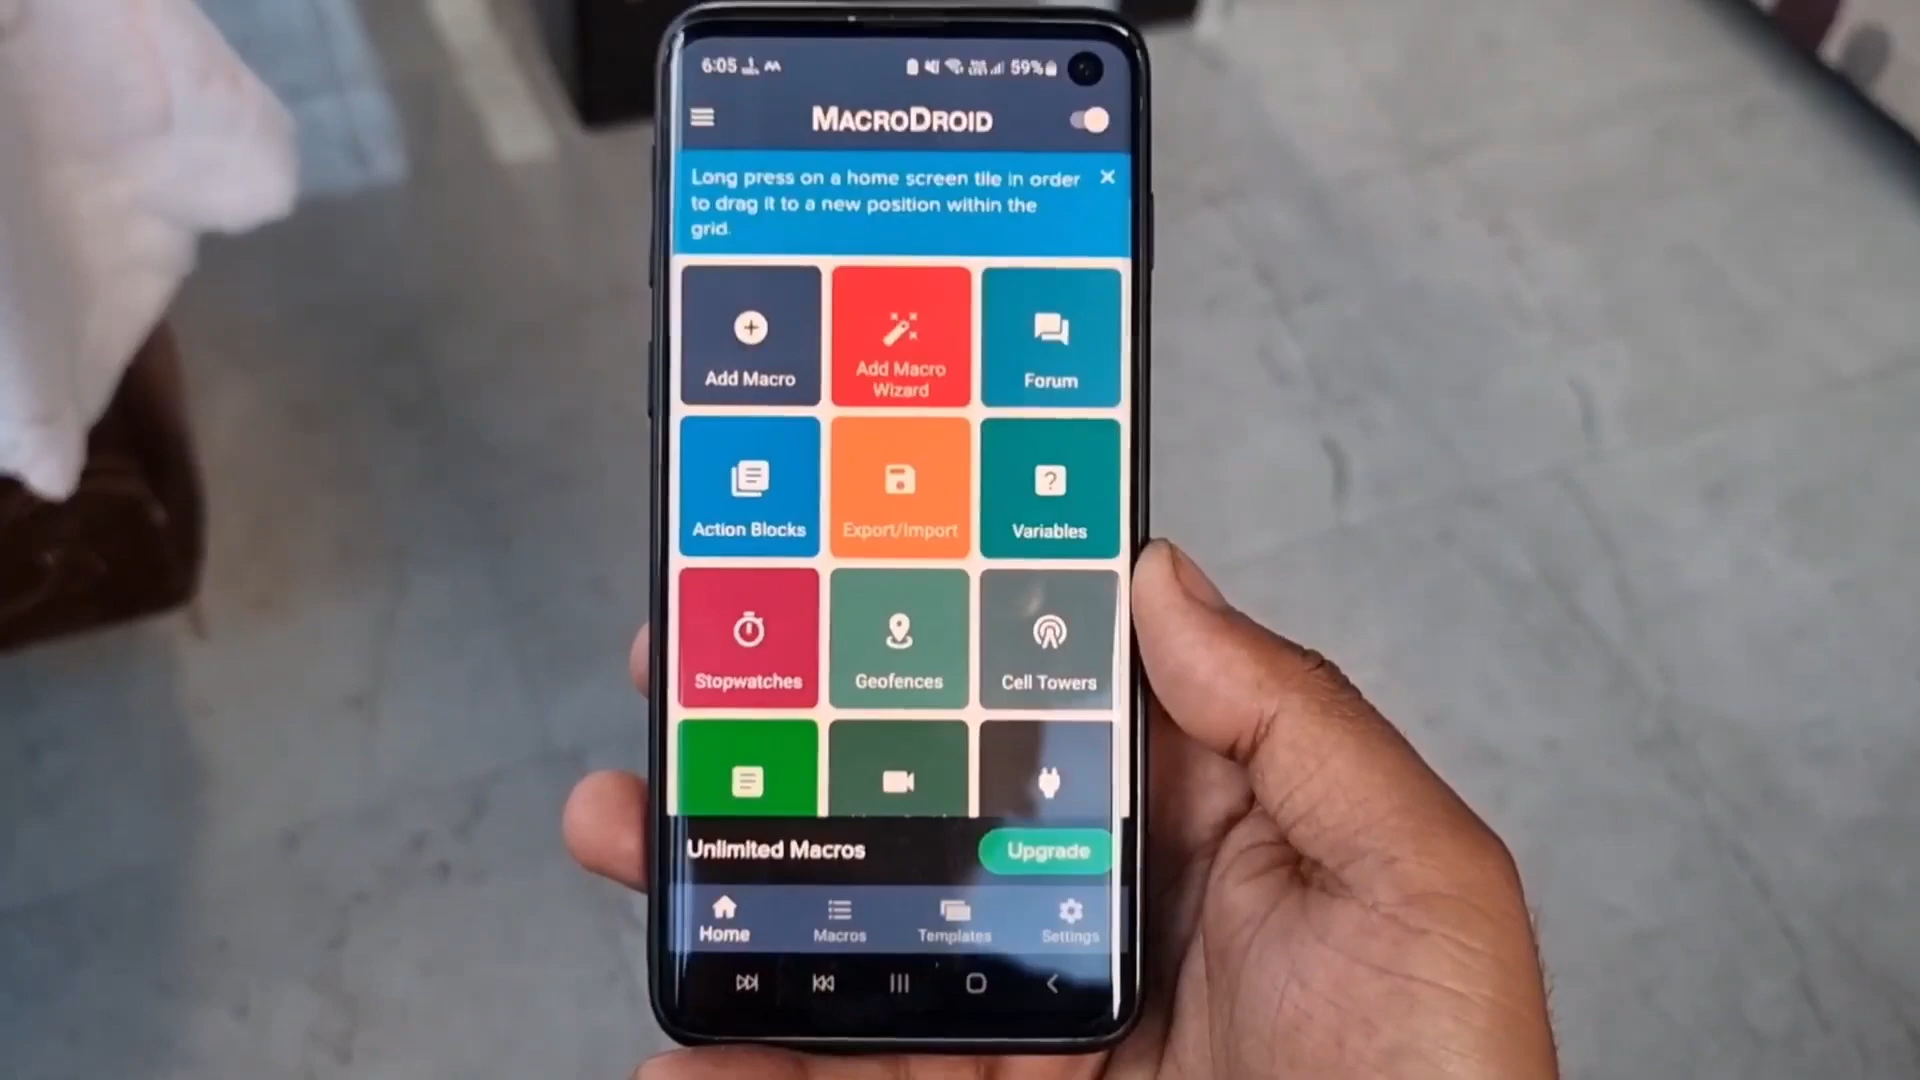 6:05
59%
MACRODROID
Long press on a home screen tile in order
to drag it to a new position within the
grid.
Add Macro
Add Macro
Wizard
Forum
Action Blocks
Export/Import
Variables
?
Stopwatches
Geofences
Cell Towers
Unlimited Macros
Upgrade
Home
Macros
Templates
Settings